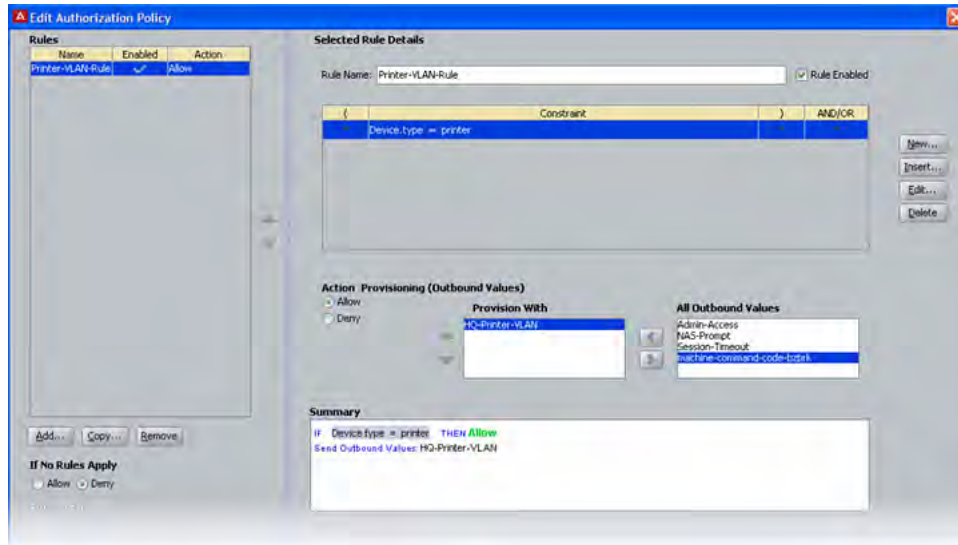 Edit Authorization Policy
Rules
Name Enabled Action
Printer-VLAN-Rule Allow
Selected Rule Details
Rule Name: Printer-VLAN-Rule
Rule Enabled
( Constraint ) AND/OR
Device.type = printer
New...
Insert...
Edit...
Delete
Action Provisioning (Outbound Values)
Allow
Deny
Provision With
HQ-Printer-VLAN
All Outbound Values
Admin-Access
NAS-Prompt
Session-Timeout
Add... Copy... Remove
If No Rules Apply
Allow Deny
Summary
IF Device.type = printer THEN Allow
Send Outbound Values: HQ-Printer-VLAN